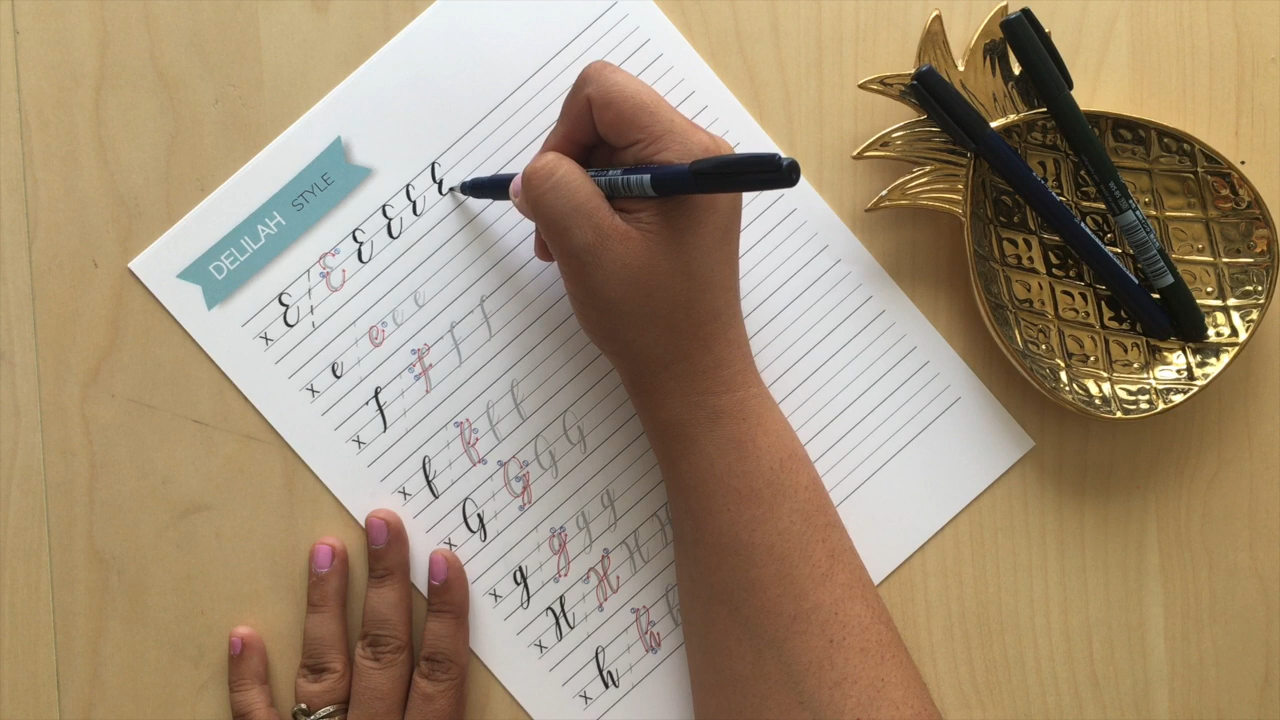 DELILAH STYLE
x E E E E E E
x e e e e
x F F F F
x f f f f
x G G G G
x g g g g
x H H H H
x h h h